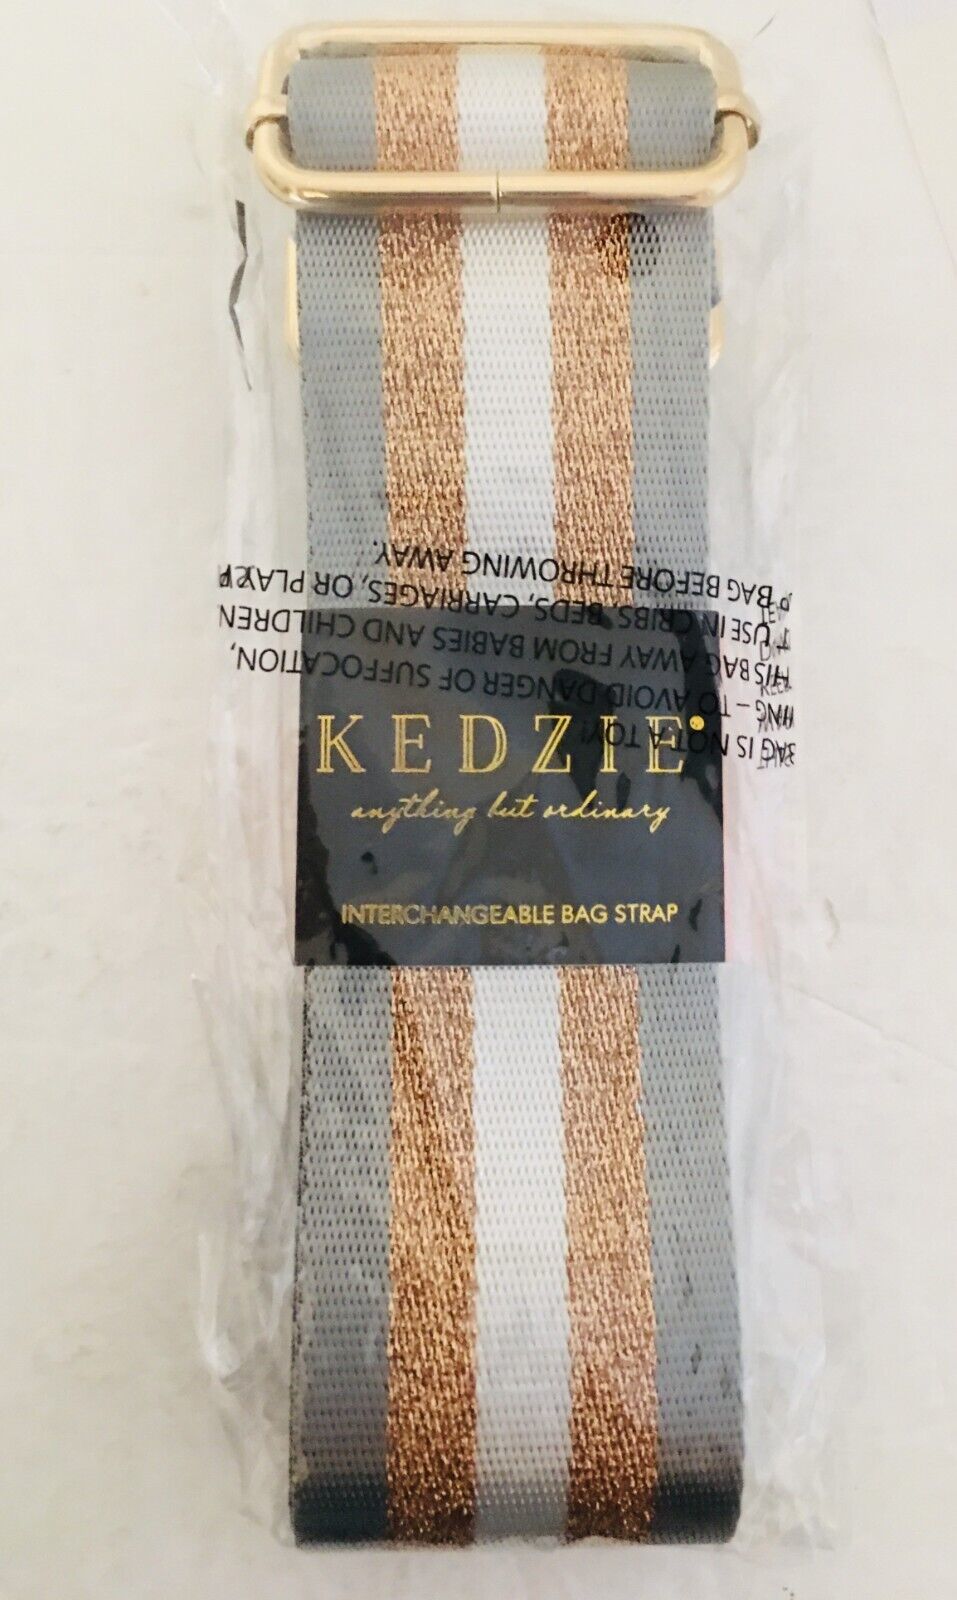 KEDZIE
anything but ordinary
INTERCHANGEABLE BAG STRAP
BAG IS NOT A TOY!
ING – TO AVOID DANGER OF SUFFOCATION,
THIS BAG AWAY FROM BABIES AND CHILDREN
USE IN CRIBS, BEDS, CARRIAGES, OR PLAY
BAG BEFORE THROWING AWAY.